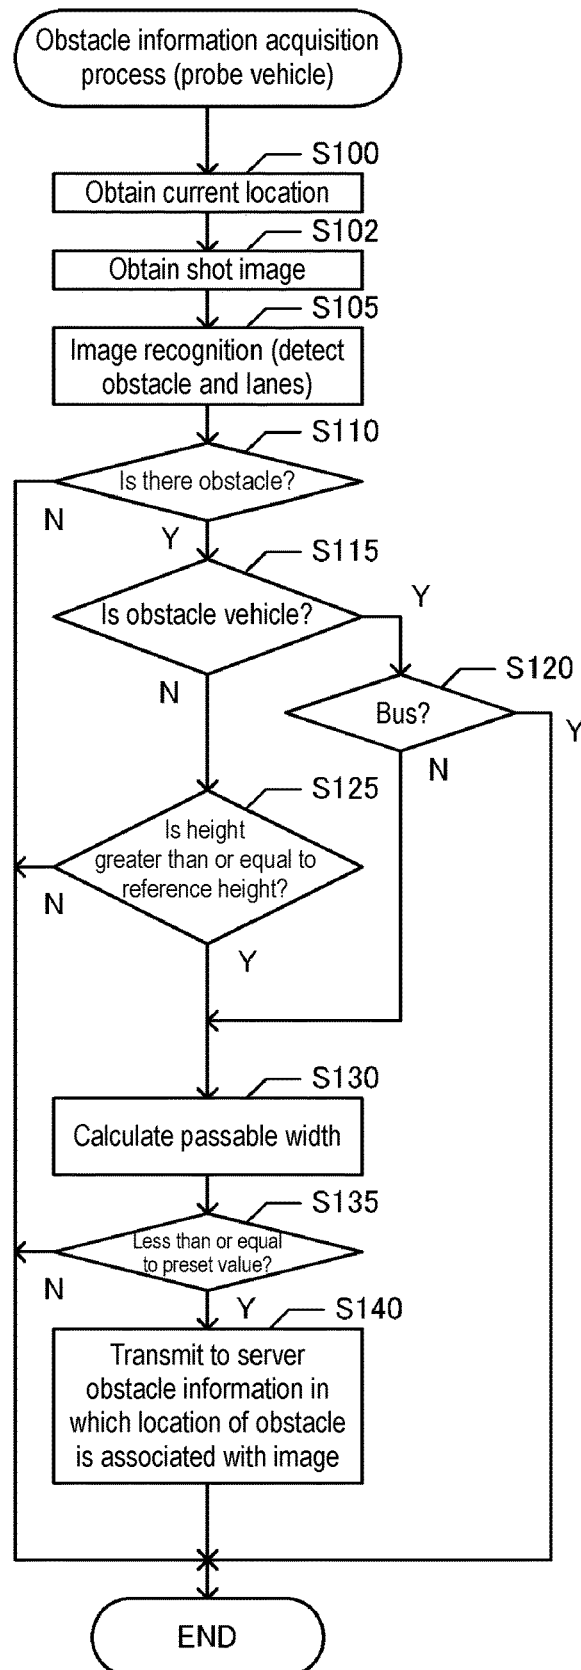 Obstacle information acquisition
process (probe vehicle)
S100
Obtain current location
S102
Obtain shot image
S105
Image recognition (detect
obstacle and lanes)
S110
Is there obstacle?
N
Y
S115
Is obstacle vehicle?
Y
N
S120
Bus?
Y
N
S125
Is height
greater than or equal to
reference height?
N
Y
S130
Calculate passable width
S135
Less than or equal
to preset value?
N
Y
S140
Transmit to server
obstacle information in
which location of obstacle
is associated with image
END